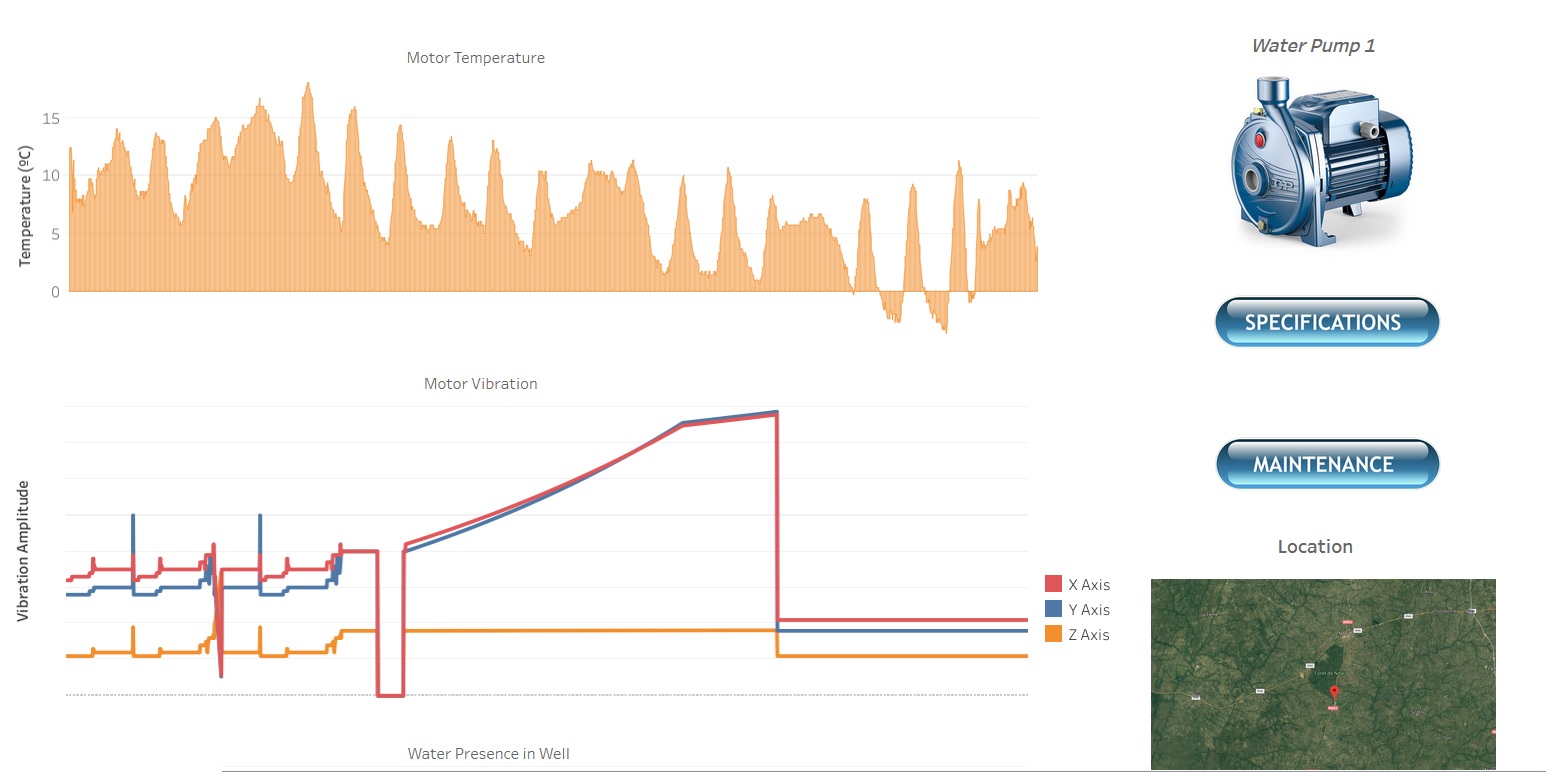 Water Pump 1
Motor Temperature
Temperature (ºC)
15
10
5
0
SPECIFICATIONS
Motor Vibration
Vibration Amplitude
X Axis
Y Axis
Z Axis
MAINTENANCE
Location
Water Presence in Well